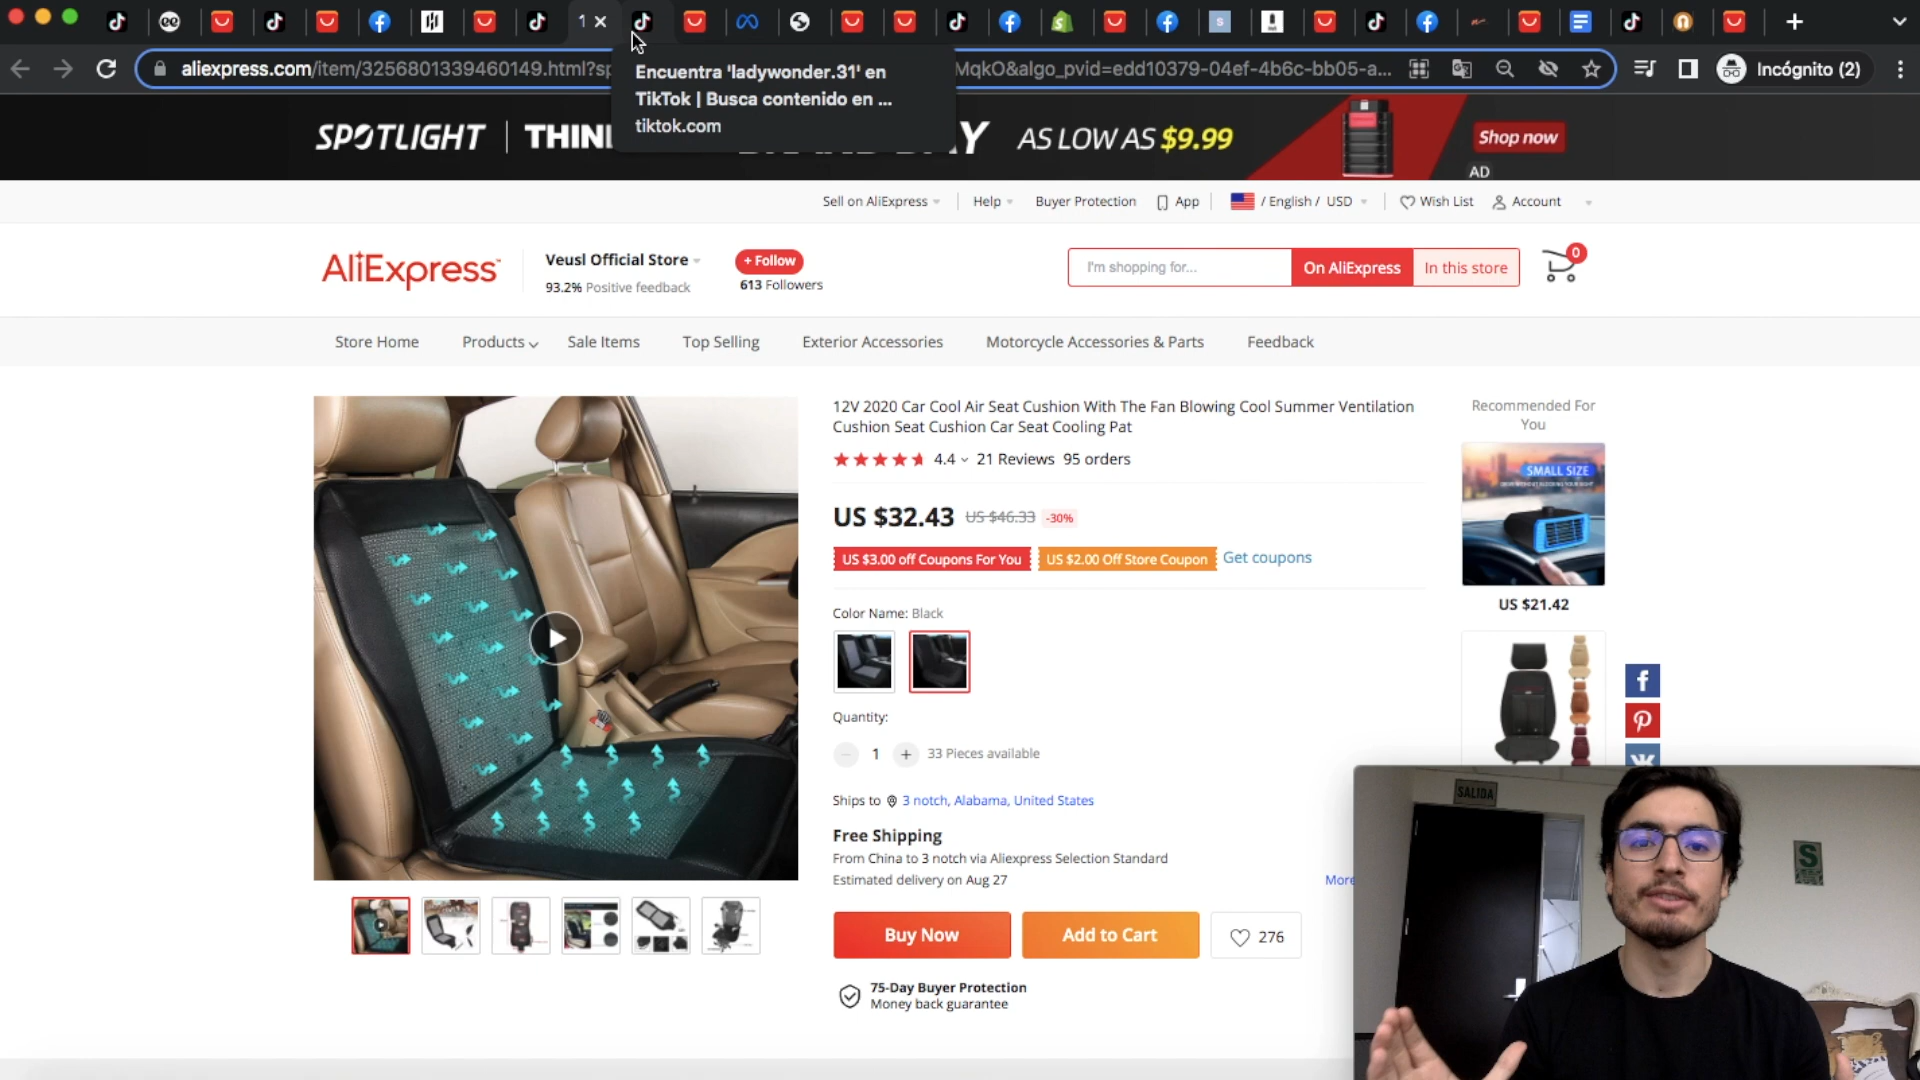 1
Encuentra 'ladywonder.31' en
TikTok | Busca contenido en ...
tiktok.com
aliexpress.com/item/3256801339460149.html?sp
MqkO&algo_pvid=edd10379-04ef-4b6c-bb05-a...
Incógnito (2)
SPOTLIGHT
AS LOW AS $9.99
Shop now
AD
Sell on AliExpress
Help
Buyer Protection
App
/ English / USD
Wish List
Account
AliExpress
Veusl Official Store
93.2% Positive feedback
+ Follow
613 Followers
I'm shopping for...
On AliExpress
In this store
0
Store Home
Products
Sale Items
Top Selling
Exterior Accessories
Motorcycle Accessories & Parts
Feedback
12V 2020 Car Cool Air Seat Cushion With The Fan Blowing Cool Summer Ventilation
Cushion Seat Cushion Car Seat Cooling Pat
4.4 21 Reviews 95 orders
US $32.43 US $46.33 -30%
US $3.00 off Coupons For You
US $2.00 Off Store Coupon
Get coupons
Color Name: Black
Quantity:
1
33 Pieces available
Ships to 3 notch, Alabama, United States
Free Shipping
From China to 3 notch via Aliexpress Selection Standard
Estimated delivery on Aug 27
More
Buy Now
Add to Cart
276
75-Day Buyer Protection
Money back guarantee
Recommended For
You
SMALL SIZE
US $21.42
SALIDA
S